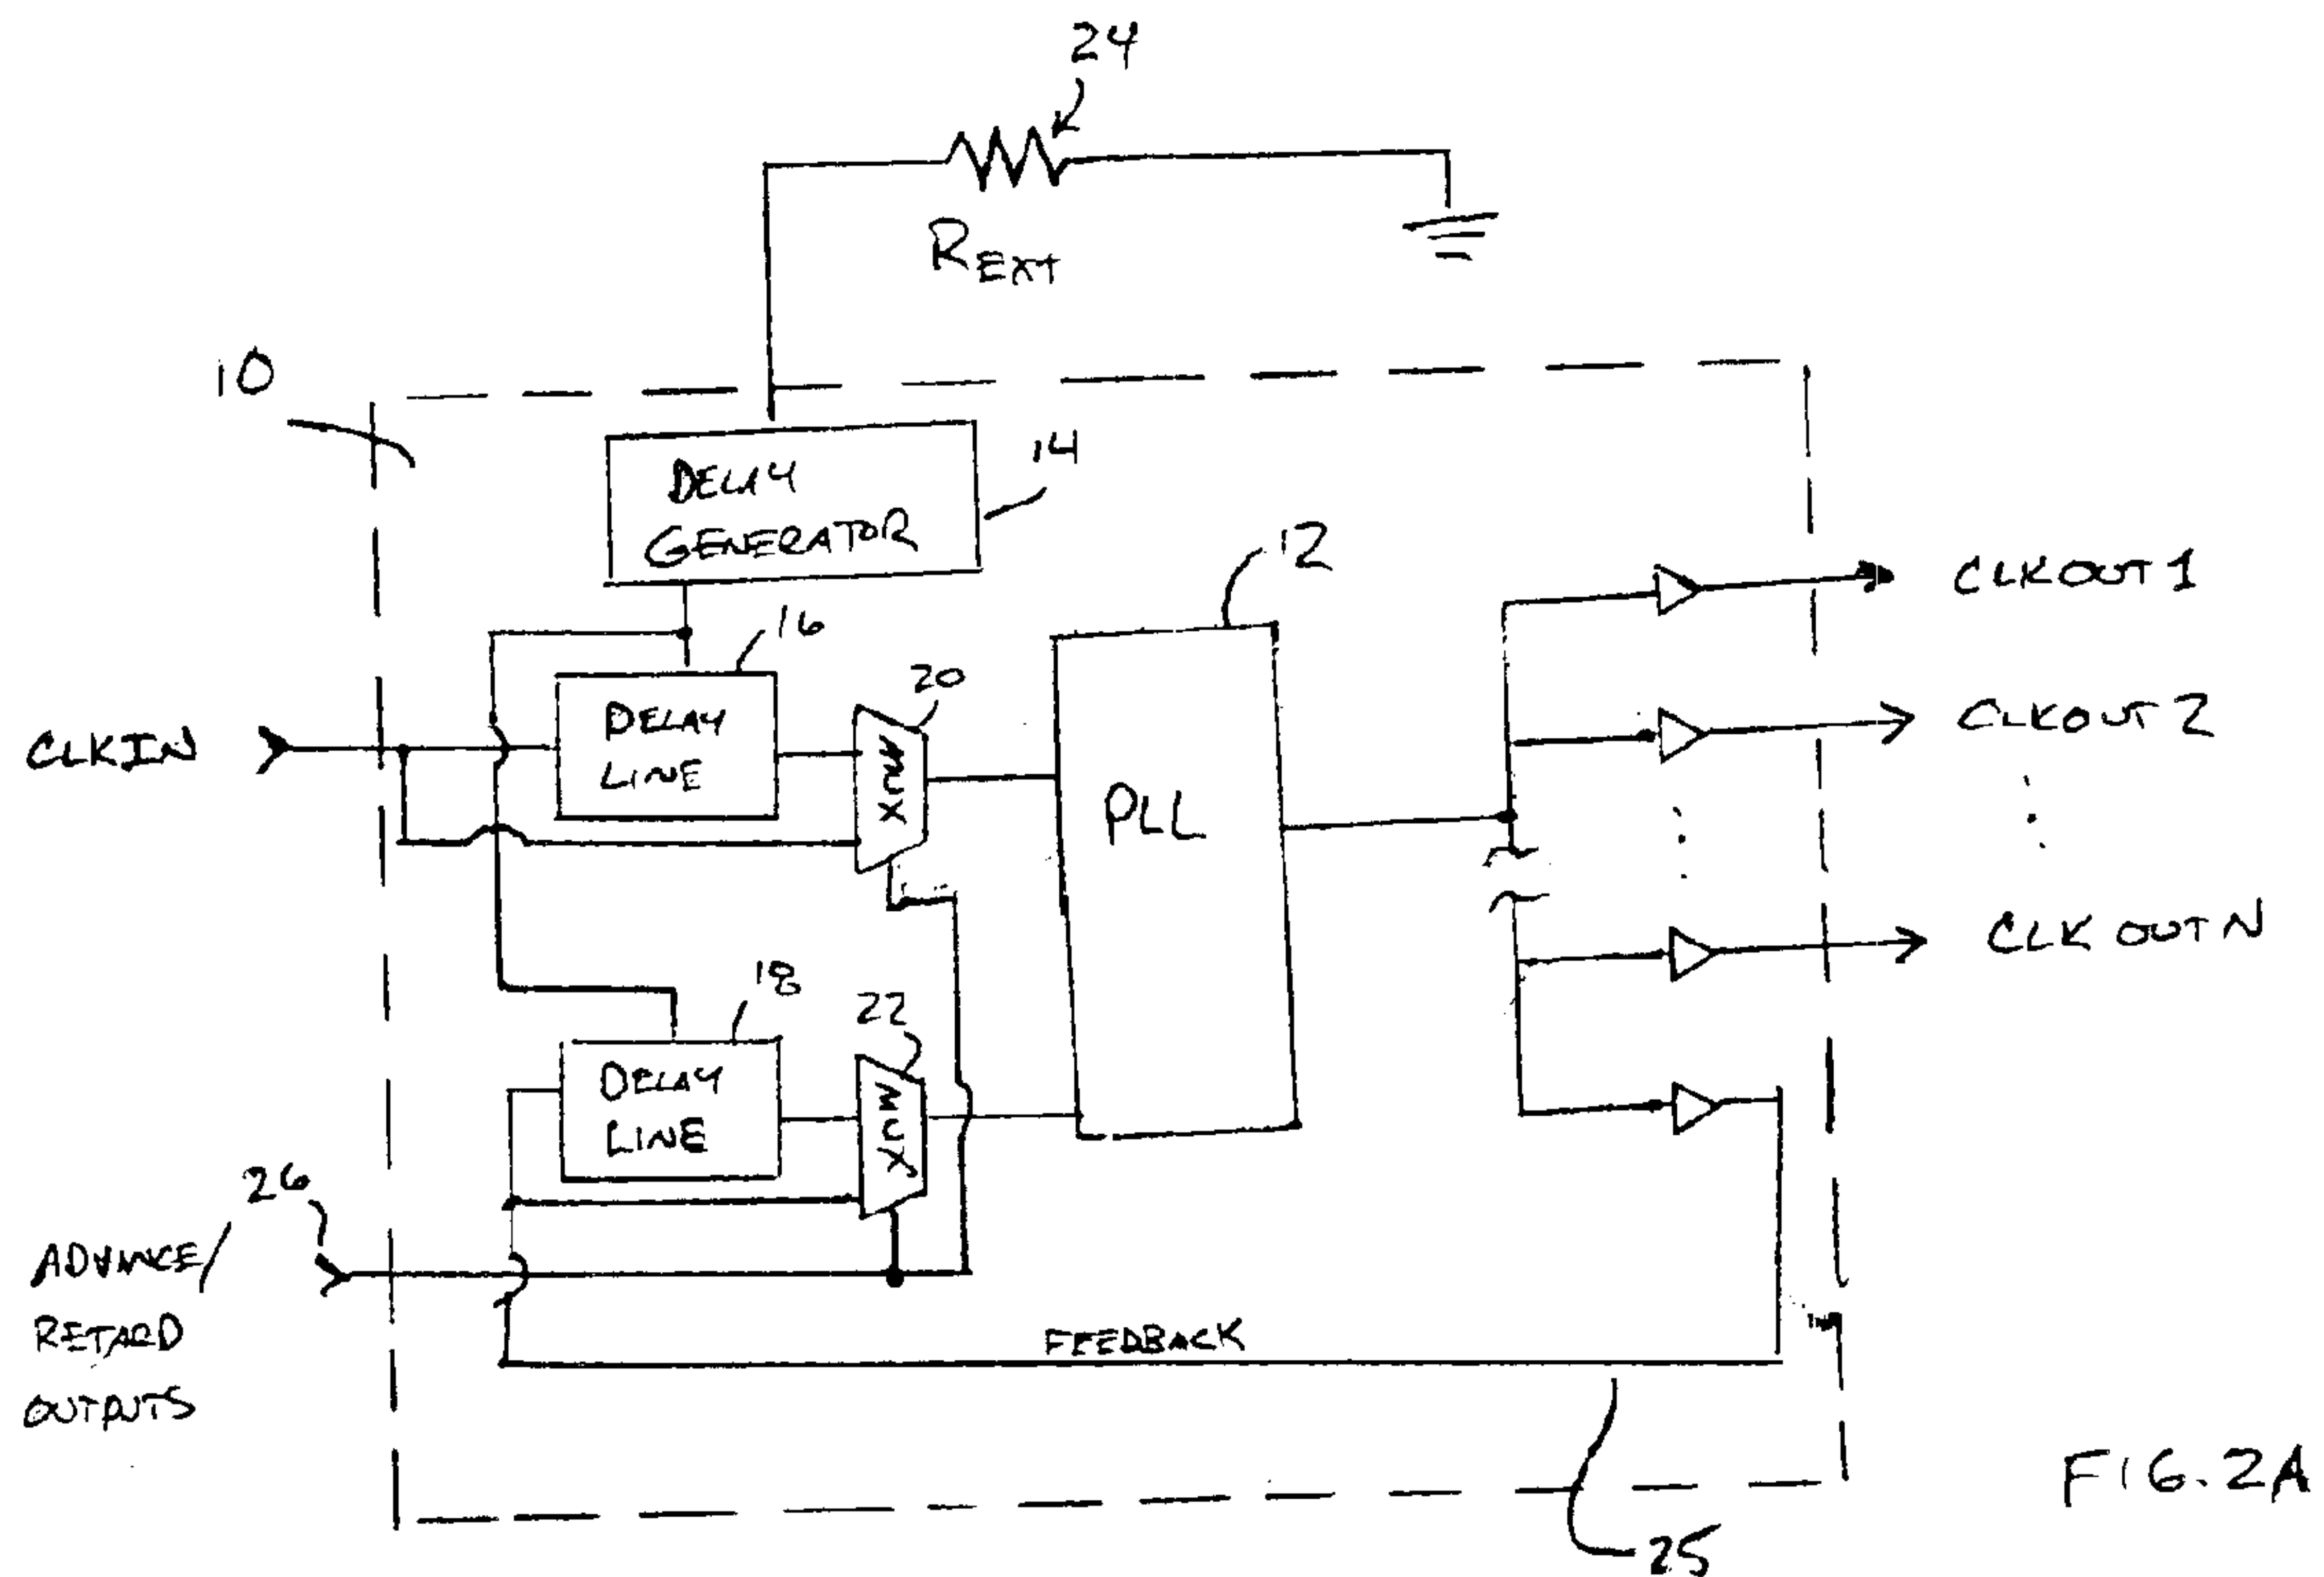 24
REXT
10
DELAY
GENERATOR
14
12
CLKOUT 1
16
DELAY
LINE
20
MUX
CLKIN
PLL
CLKOUT 2
CLK OUT N
18
DELAY
LINE
22
MUX
26
ADVANCE/
RETARD
OUTPUTS
FEEDBACK
25
FIG. 2A